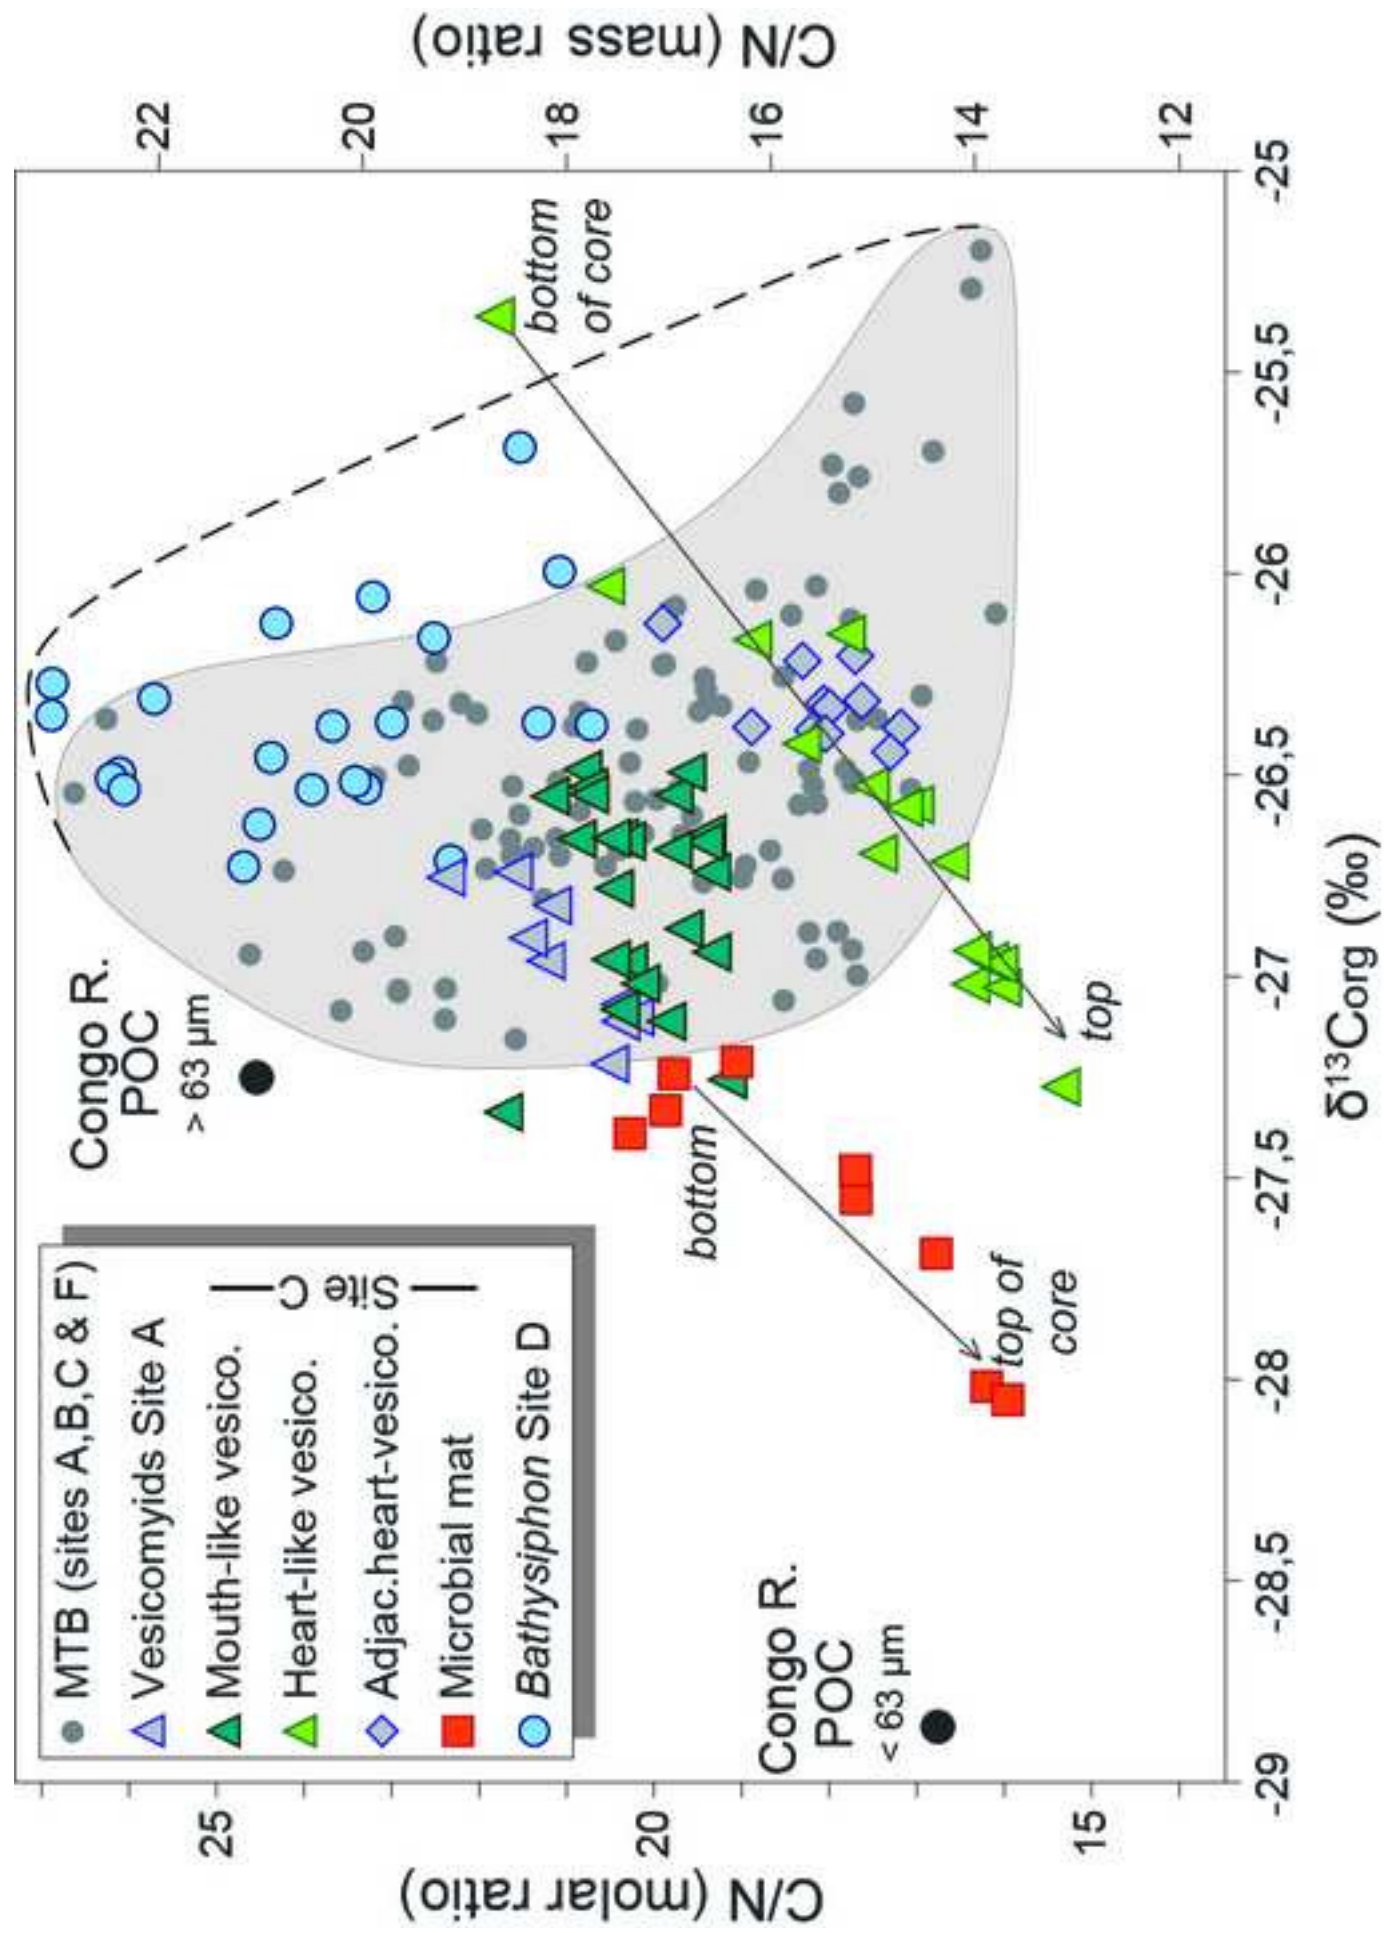 C/N (molar ratio)
25
20
15
C/N (mass ratio)
22
20
18
16
14
12
MTB (sites A,B,C & F)
Vesicomyids Site A
Mouth-like vesico.
Heart-like vesico.
Adjac.heart-vesico.
Site C
Microbial mat
Bathysiphon Site D
Congo R.
POC
> 63 µm
bottom
of core
bottom
top of
core
top
Congo R.
POC
< 63 µm
-29
-28,5
-28
-27,5
-27
-26,5
-26
-25,5
-25
δ¹³Corg (‰)